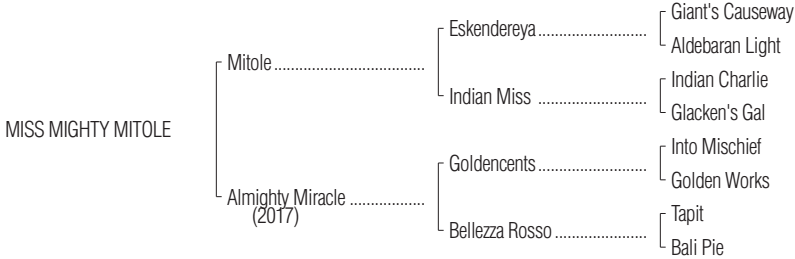 Giant's Causeway
Eskendereya
Aldebaran Light
Mitole
Indian Charlie
Indian Miss
Glacken's Gal
MISS MIGHTY MITOLE
Into Mischief
Goldencents
Golden Works
Almighty Miracle
(2017)
Tapit
Bellezza Rosso
Bali Pie